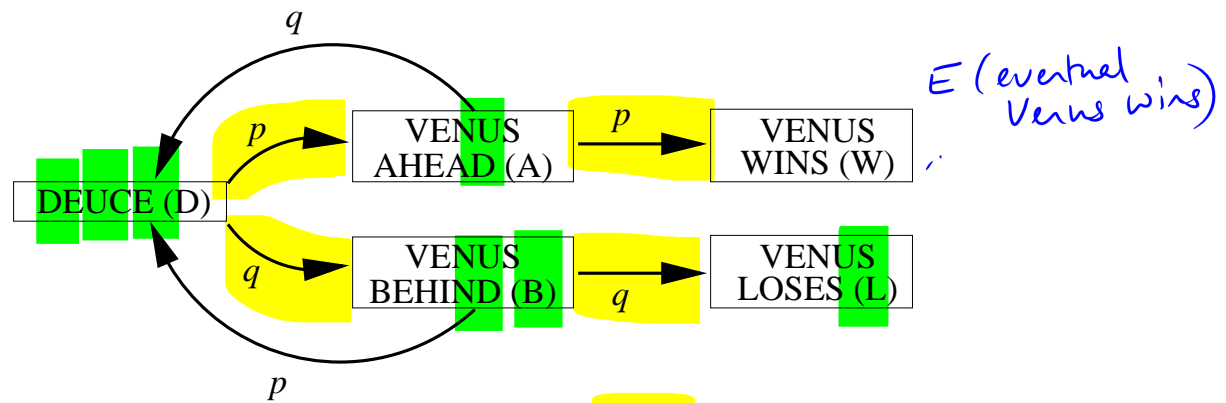 q
E (eventual
Venus wins)
p
VENUS
AHEAD (A)
p
VENUS
WINS (W)
DEUCE (D)
q
VENUS
BEHIND (B)
q
VENUS
LOSES (L)
p